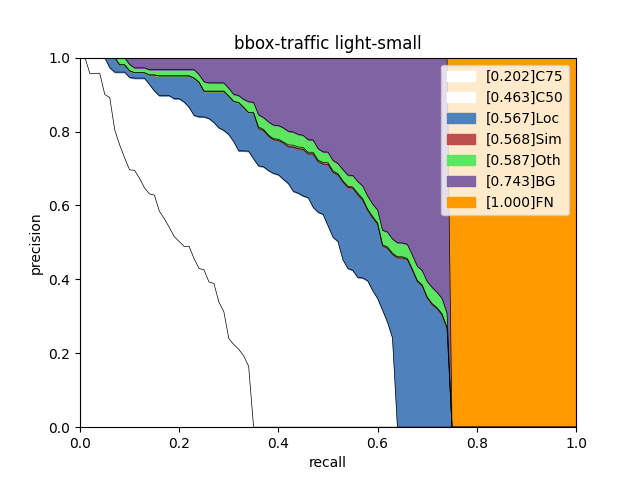 bbox-traffic light-small
1.0
0.8
0.6
0.4
0.2
0.0
precision
[0.202]C75
[0.463]C50
[0.567]Loc
[0.568]Sim
[0.587]Oth
[0.743]BG
[1.000]FN
0.0 0.2 0.4 0.6 0.8 1.0
recall